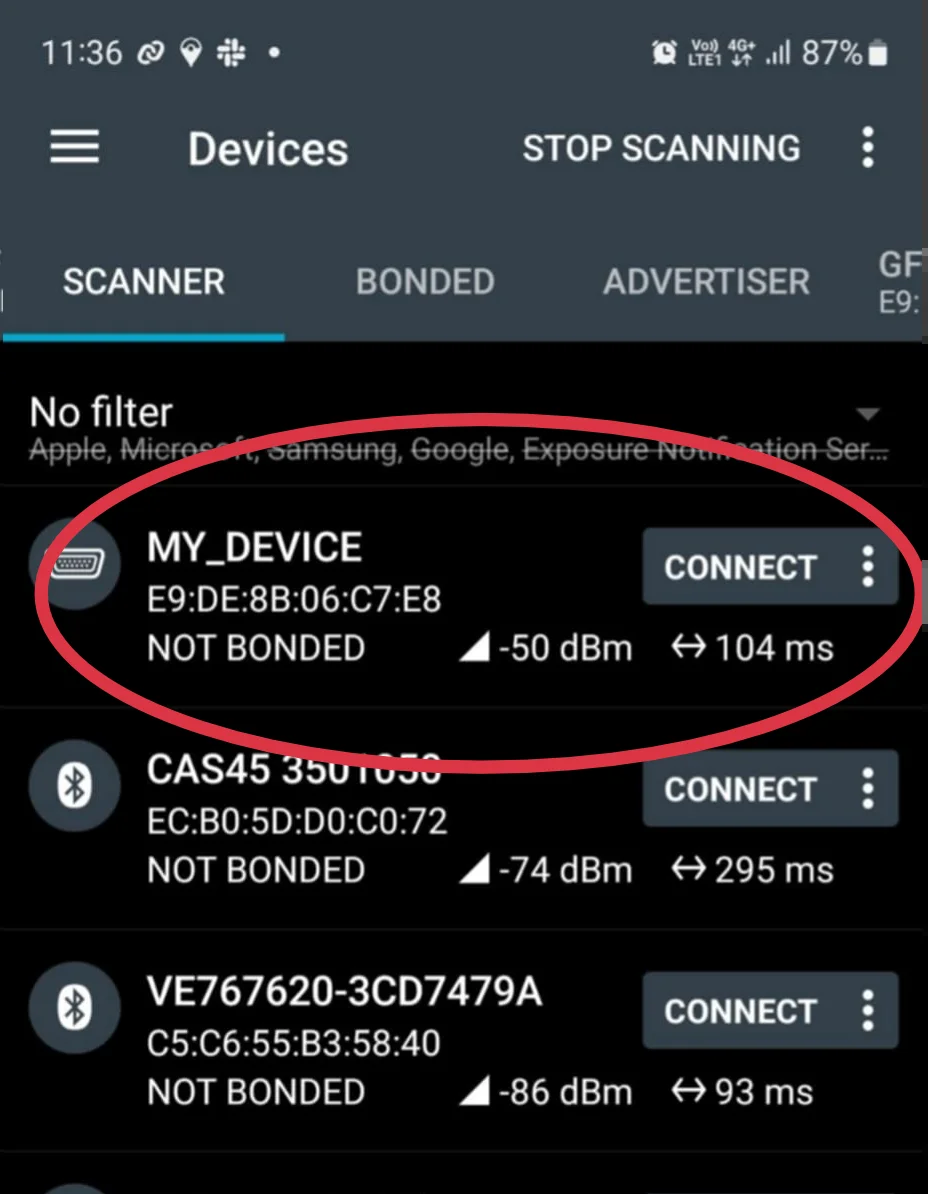 11:36 Vo) LTE1 4G+ 87%
Devices STOP SCANNING
SCANNER BONDED ADVERTISER GF
E9:
No filter
Apple, Microsoft, Samsung, Google, Exposure Notification Ser...
MY_DEVICE CONNECT
E9:DE:8B:06:C7:E8
NOT BONDED -50 dBm 104 ms
CAS45 3501050 CONNECT
EC:B0:5D:D0:C0:72
NOT BONDED -74 dBm 295 ms
VE767620-3CD7479A CONNECT
C5:C6:55:B3:58:40
NOT BONDED -86 dBm 93 ms